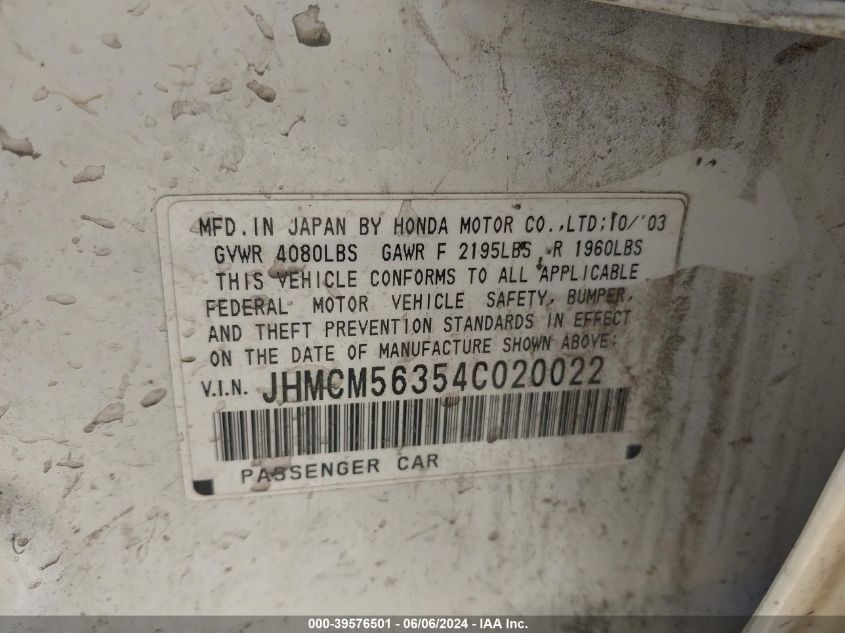 MFD.IN JAPAN BY HONDA MOTOR CO.,LTD:10/'03
GVWR 4080LBS GAWR F 2195LBS, R 1960LBS
THIS VEHICLE CONFORMS TO ALL APPLICABLE
FEDERAL MOTOR VEHICLE SAFETY, BUMPER,
AND THEFT PREVENTION STANDARDS IN EFFECT
ON THE DATE OF MANUFACTURE SHOWN ABOVE:
V.I.N. JHMCM56354C020022
PASSENGER CAR
000-39576501 - 06/06/2024 - IAA Inc.